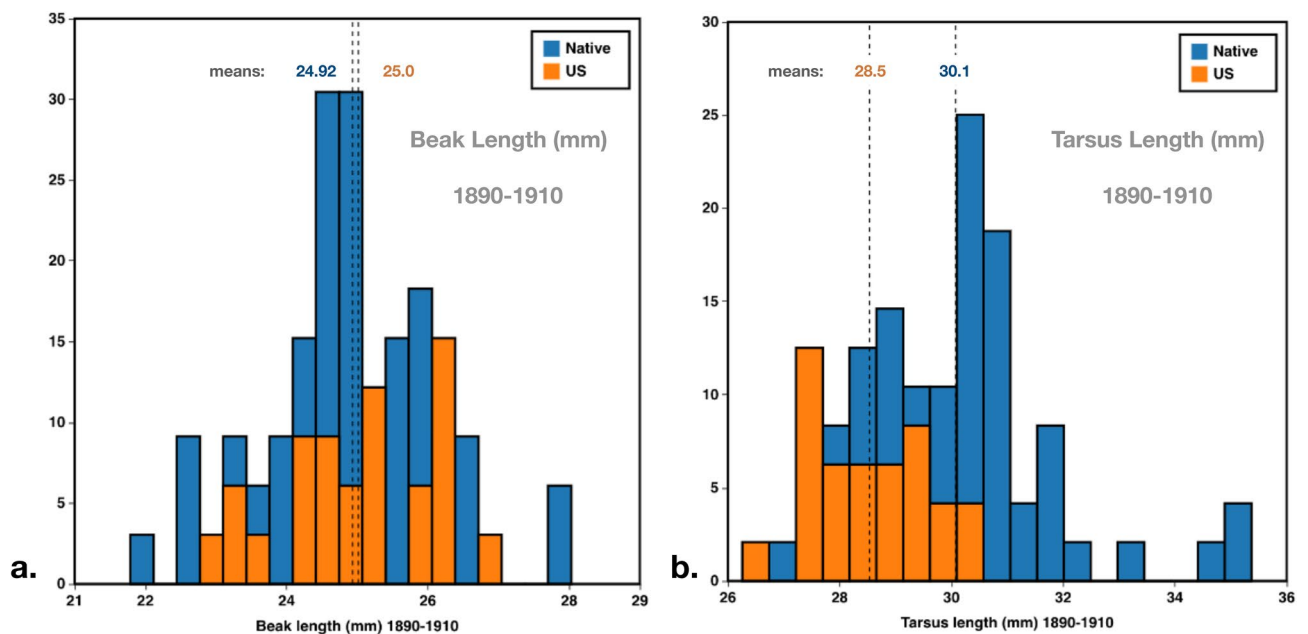 35
30
25
20
15
10
5
0
means: 24.92 25.0
Native
US
Beak Length (mm)
1890-1910
21 22 24 26 28 29
Beak length (mm) 1890-1910
a.
30
25
20
15
10
5
0
means: 28.5 30.1
Native
US
Tarsus Length (mm)
1890-1910
26 28 30 32 34 36
Tarsus length (mm) 1890-1910
b.